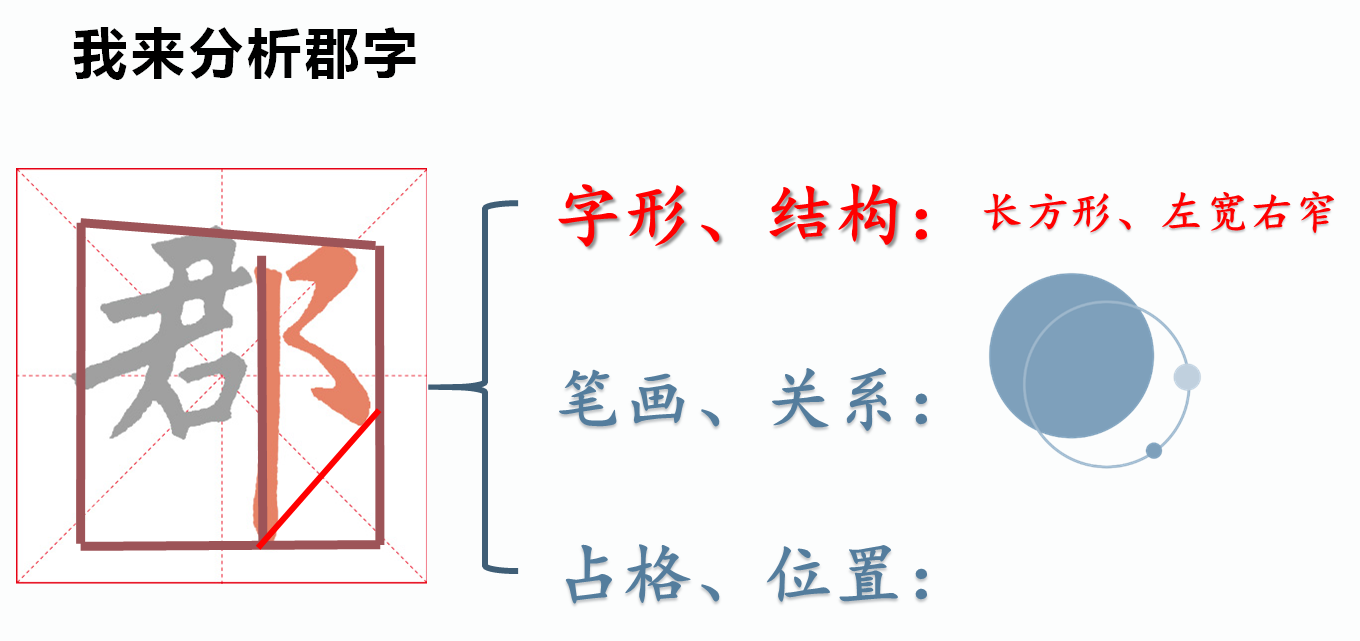 我来分析郡字
郡
字形、结构：长方形、左宽右窄
笔画、关系：
占格、位置：